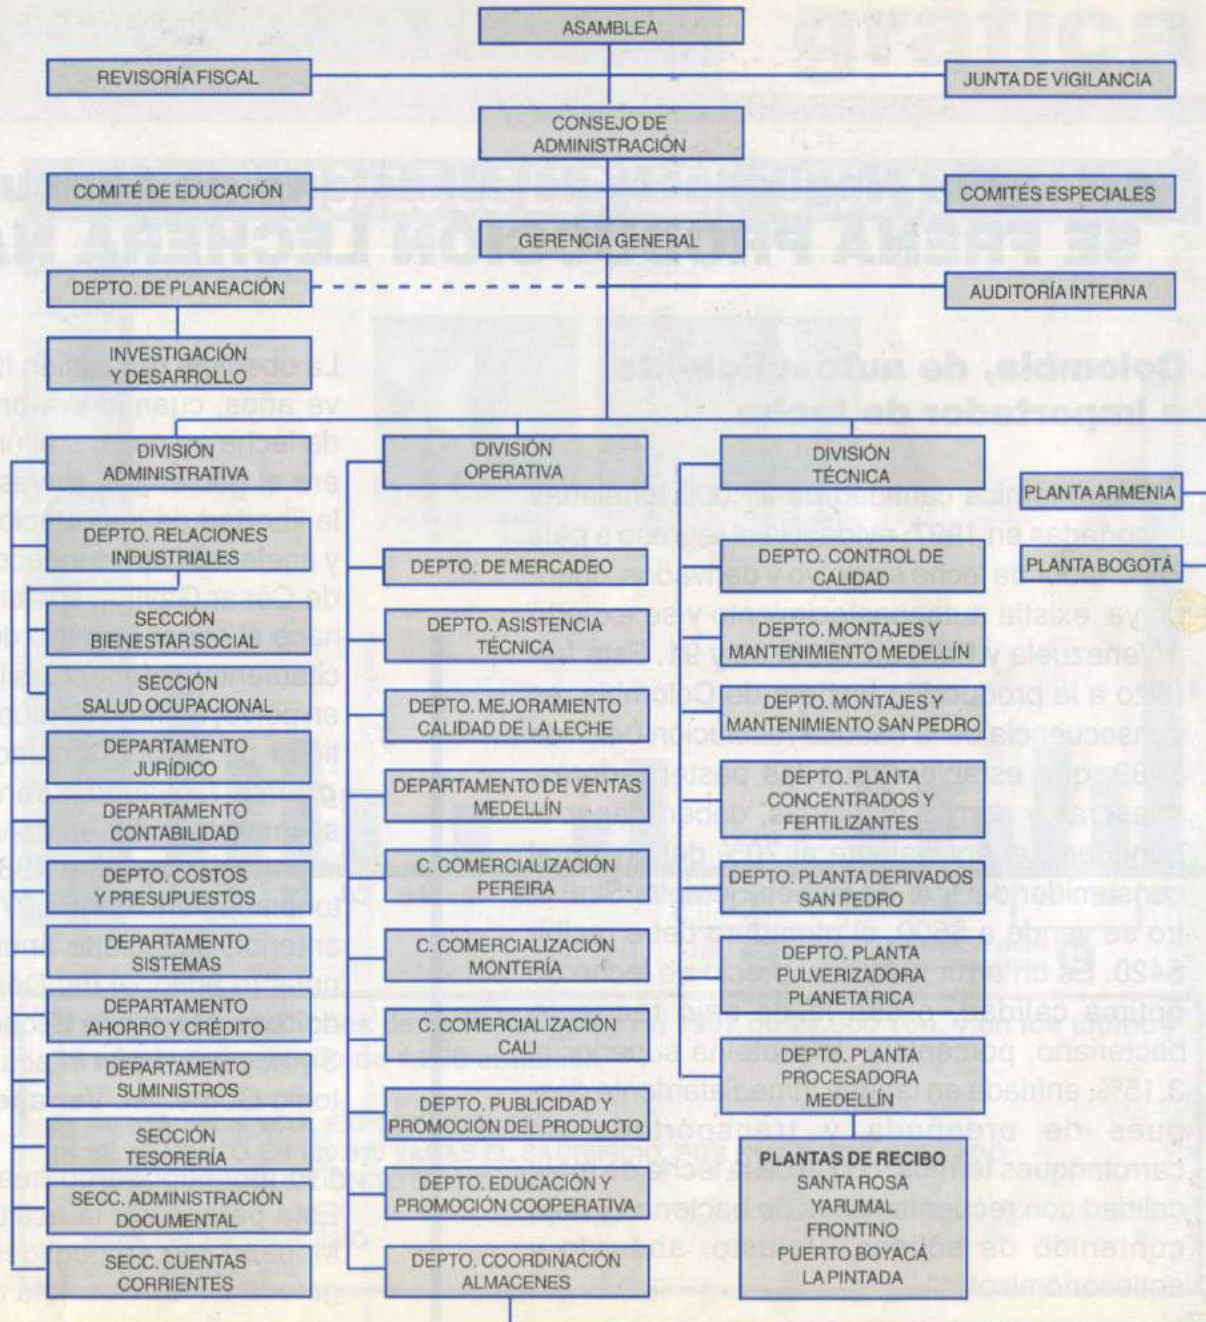 ASAMBLEA
REVISORÍA FISCAL
JUNTA DE VIGILANCIA
CONSEJO DE
ADMINISTRACIÓN
COMITÉ DE EDUCACIÓN
COMITÉS ESPECIALES
GERENCIA GENERAL
DEPTO. DE PLANEACIÓN
AUDITORÍA INTERNA
INVESTIGACIÓN
Y DESARROLLO
DIVISIÓN
ADMINISTRATIVA
DEPTO. RELACIONES
INDUSTRIALES
SECCIÓN
BIENESTAR SOCIAL
SECCIÓN
SALUD OCUPACIONAL
DEPARTAMENTO
JURÍDICO
DEPARTAMENTO
CONTABILIDAD
DEPTO. COSTOS
Y PRESUPUESTOS
DEPARTAMENTO
SISTEMAS
DEPARTAMENTO
AHORRO Y CRÉDITO
DEPARTAMENTO
SUMINISTROS
SECCIÓN
TESORERÍA
SECC. ADMINISTRACIÓN
DOCUMENTAL
SECC. CUENTAS
CORRIENTES
DIVISIÓN
OPERATIVA
DEPTO. DE MERCADEO
DEPTO. ASISTENCIA
TÉCNICA
DEPTO. MEJORAMIENTO
CALIDAD DE LA LECHE
DEPARTAMENTO DE VENTAS
MEDELLÍN
C. COMERCIALIZACIÓN
PEREIRA
C. COMERCIALIZACIÓN
MONTERÍA
C. COMERCIALIZACIÓN
CALI
DEPTO. PUBLICIDAD Y
PROMOCIÓN DEL PRODUCTO
DEPTO. EDUCACIÓN Y
PROMOCIÓN COOPERATIVA
DEPTO. COORDINACIÓN
ALMACENES
DIVISIÓN
TÉCNICA
DEPTO. CONTROL DE
CALIDAD
DEPTO. MONTAJES Y
MANTENIMIENTO MEDELLÍN
DEPTO. MONTAJES Y
MANTENIMIENTO SAN PEDRO
DEPTO. PLANTA
CONCENTRADOS Y
FERTILIZANTES
DEPTO. PLANTA DERIVADOS
SAN PEDRO
DEPTO. PLANTA
PULVERIZADORA
PLANETA RICA
DEPTO. PLANTA
PROCESADORA
MEDELLÍN
PLANTAS DE RECIBO
SANTA ROSA
YARUMAL
FRONTINO
PUERTO BOYACÁ
LA PINTADA
PLANTA ARMENIA
PLANTA BOGOTÁ